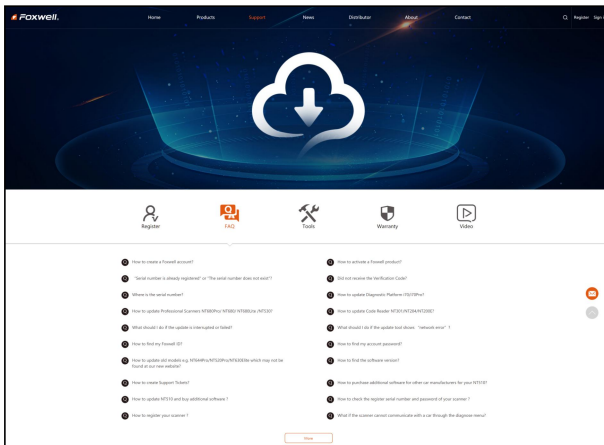 Foxwell.
Home
Products
Support
News
Distributor
About
Contact
Register
Sign in
Register
FAQ
Tools
Warranty
Video
How to create a Foxwell account?
How to activate a Foxwell product?
"Serial number is already registered" or "The serial number does not exist"?
Did not receive the Verification Code?
Where is the serial number?
How to update Diagnostic Platform
How to update Professional Scanners NT680Pro/ NT680/ NT680Lite /NT530?
How to update Code Reader NT301/NT204/NT200E?
What should I do if the update is interrupted or failed?
What should I do if the update tool shows "network error" ?
How to find my Foxwell ID?
How to find my account password?
How to update old models e.g. NT644Pro/NT520Pro/NT630Elite which may not be
found at our new website?
How to find the software version?
How to create Support Tickets?
How to purchase additional software for other car manufacturers for your NT510?
How to update NT510 and buy additional software ?
How to check the register serial number and password of your scanner ?
How to register your scanner ?
What if the scanner cannot communicate with a car through the diagnose menu?